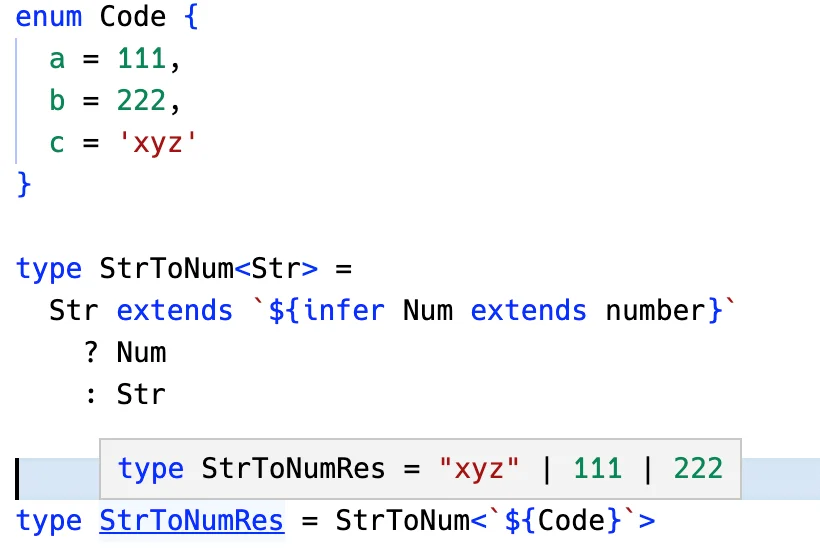 enum Code {
  a = 111,
  b = 222,
  c = 'xyz'
}
type StrToNum<Str> =
  Str extends `${infer Num extends number}`
    ? Num
    : Str
type StrToNumRes = "xyz" | 111 | 222
type StrToNumRes = StrToNum<`${Code}`>